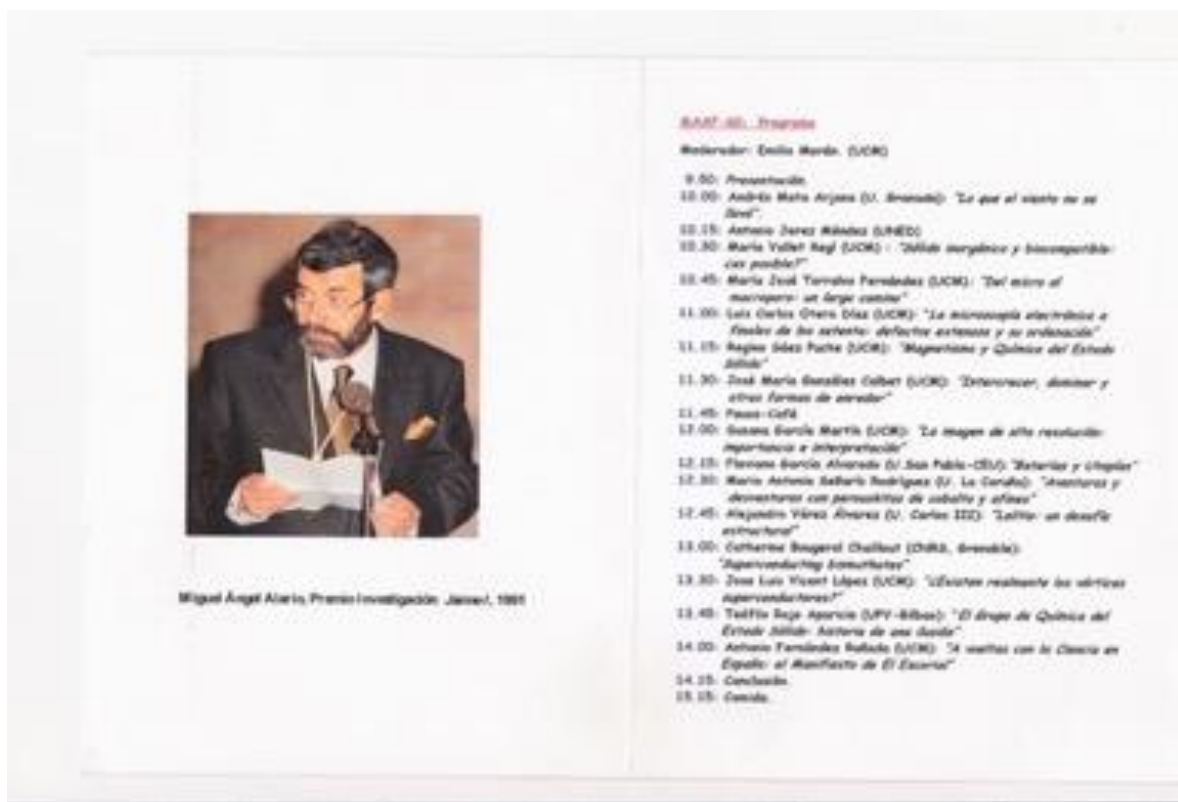 Miguel Ángel Alario, Premio Investigación Jaime I, 1991
Programa
Moderador: Emilio Morán. (UCM)
9.50: Presentación.
10.00: Andrés Mata Arjona (U. Granada): "Lo que el viento no se
llevó".
10.15: Antonio Jerez Méndez (UNED)
10.30: María Vallet Regí (UCM) : "Sólido inorgánico y biocompatible:
¿es posible?"
10.45: María José Torralvo Fernández (UCM): "Del micro al
macroporo: un largo camino"
11.00: Luis Carlos Otero Díaz (UCM): "La microscopía electrónica a
finales de los setenta: defectos extensos y su ordenación"
11.15: Regino Sáez Puche (UCM): "Magnetismo y Química del Estado
Sólido"
11.30: José María González Calbet (UCM): "Intercrecer, dominar y
otras formas de enredar"
11.45: Pausa-Café
12.00: Susana García Martín (UCM): "La imagen de alta resolución:
importancia e interpretación"
12.15: Flaviano García Alvarado (U.San Pablo-CEU): "Baterías y utopías"
12.30: María Antonia Señarís Rodríguez (U. La Coruña): "Aventuras y
desventuras con perovskitas de cobalto y afines"
12.45: Alejandro Várez Álvarez (U. Carlos III): "Laltio: un desafío
estructural"
13.00: Catherine Bougerol Chaillout (CNRS, Grenoble):
"Superconducting bismuthates"
13.30: Jose Luis Vicent López (UCM): "¿Existen realmente los vórtices
superconductores?"
13.45: Teófilo Rojo Aparicio (UPV-Bilbao): "El Grupo de Química del
Estado Sólido: historia de una ilusión"
14.00: Antonio Fernández Rañada (UCM): "A vueltas con la Ciencia en
España: el Manifiesto de El Escorial"
14.15: Conclusión.
15.15: Comida.